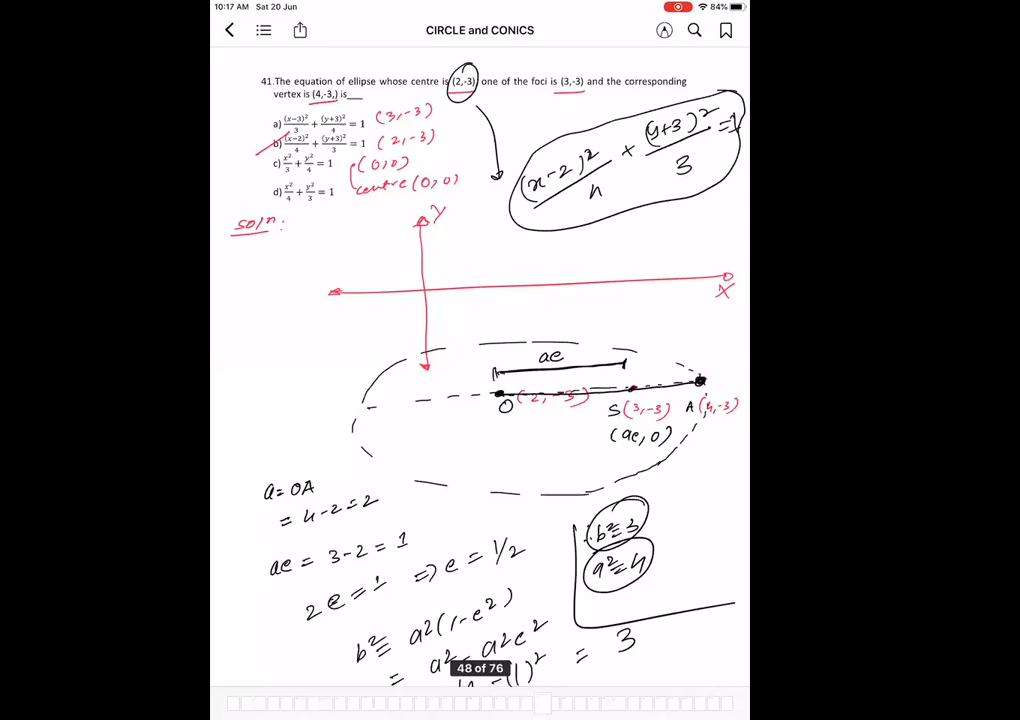 10:17 AM Sat 20 Jun
84%
CIRCLE and CONICS
41.The equation of ellipse whose centre is (2,-3), one of the foci is (3,-3) and the corresponding
vertex is (4,-3,) is___
a) (x−3)²/3 + (y+3)²/4 = 1 (3,-3)
b) (x−2)²/4 + (y+3)²/3 = 1 (2,-3)
c) x²/3 + y²/4 = 1 (0,0)
d) x²/4 + y²/3 = 1 centre (0,0)
(x-2)²/4 + (y+3)²/3 = 1
Soln:
Y
X
ae
O (2,-3) S (3,-3) A (4,-3)
(ae, 0)
a = OA
= 4-2 = 2
ae = 3-2 = 1
2e = 1 ⇒ e = 1/2
b² = a²(1-e²)
= a² - a²e²
4 - (1)² = 3
∴ b² = 3
a² = 4
48 of 76